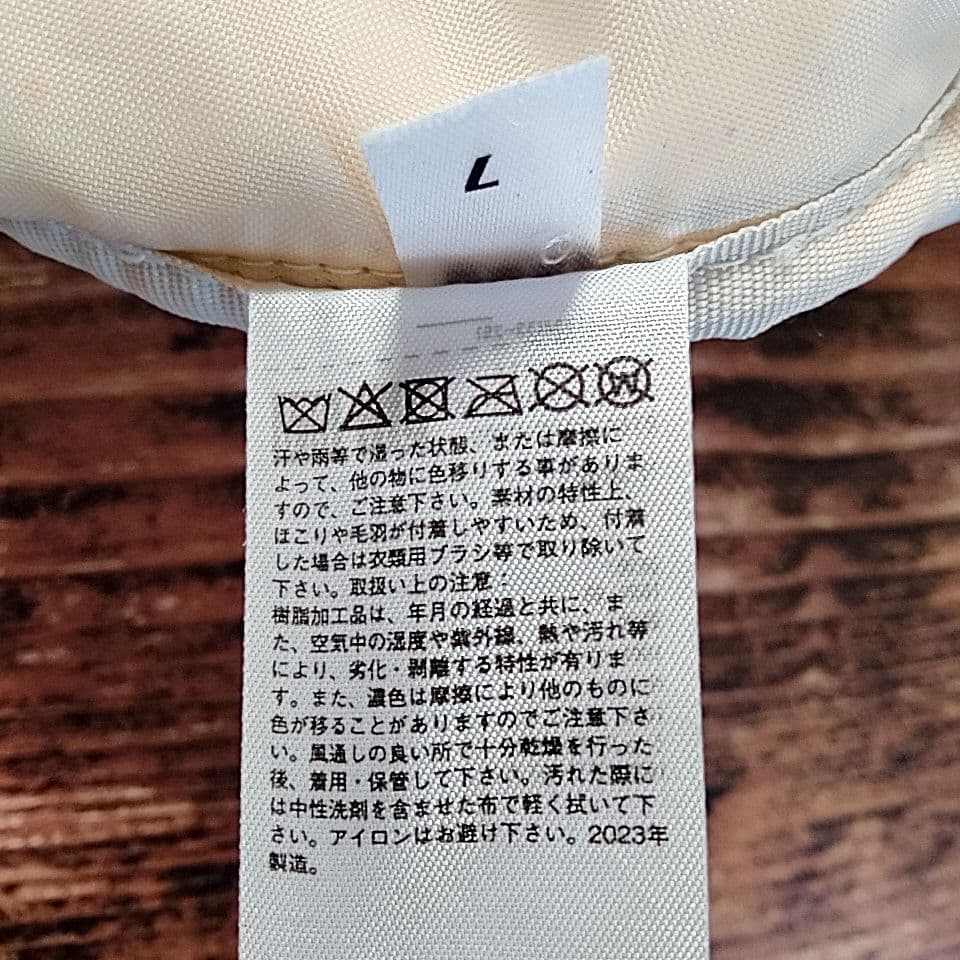 L
汗や雨等で湿った状態、または摩擦に
よって、他の物に色移りする事がありま
すので、ご注意下さい。素材の特性上、
ほこりや毛羽が付着しやすいため、付着
した場合は衣類用ブラシ等で取り除いて
下さい。取扱い上の注意:
樹脂加工品は、年月の経過と共に、ま
た、空気中の湿度や紫外線、熱や汚れ等
により、劣化・剥離する特性が有りま
す。また、濃色は摩擦により他のものに
色が移ることがありますのでご注意下さ
い。風通しの良い所で十分乾燥を行った
後、着用・保管して下さい。汚れた際に
は中性洗剤を含ませた布で軽く拭いて下
さい。アイロンはお避け下さい。2023年
製造。